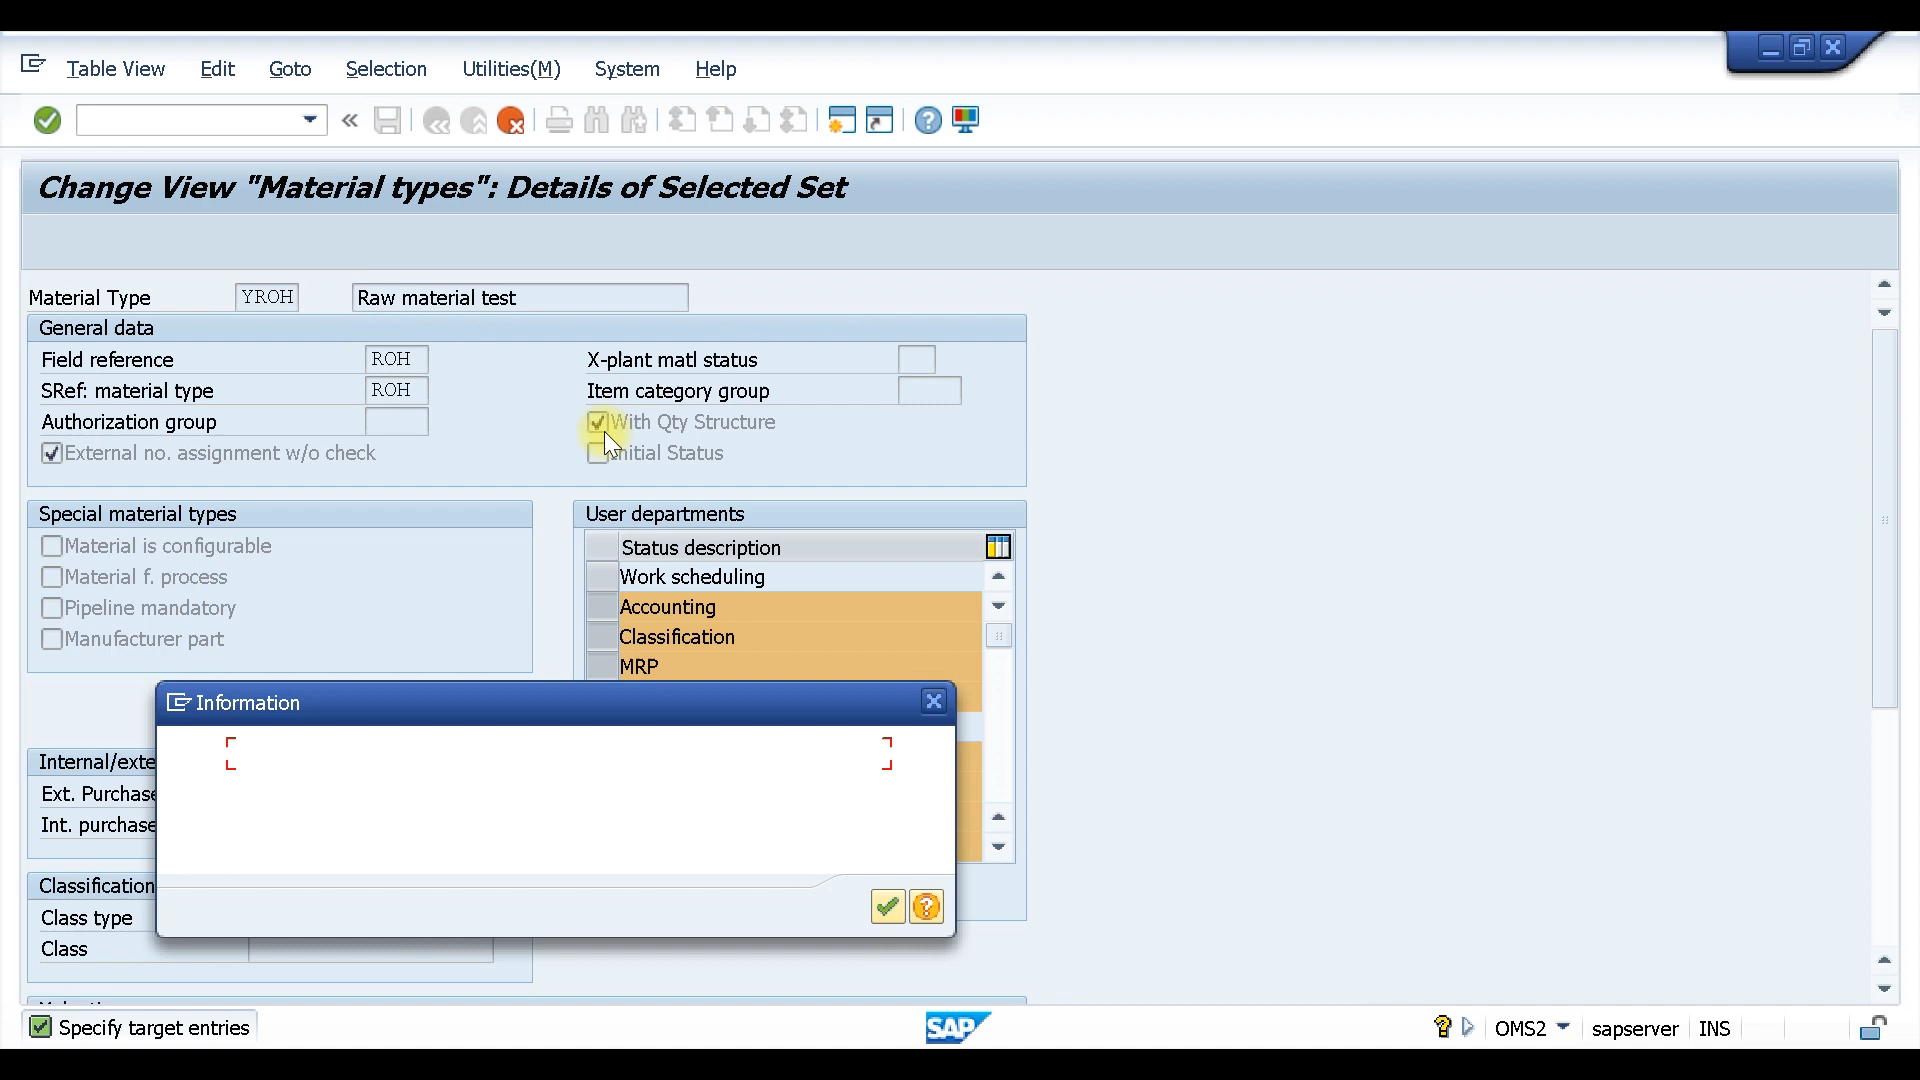 Table View Edit Goto Selection Utilities(M) System Help
Change View "Material types": Details of Selected Set
Material Type YROH Raw material test
General data
Field reference ROH X-plant matl status
SRef: material type ROH Item category group
Authorization group With Qty Structure
External no. assignment w/o check Initial Status
Special material types User departments
Material is configurable Status description
Material f. process Work scheduling
Pipeline mandatory Accounting
Manufacturer part Classification
MRP
Information
Internal/exte
Ext. Purchase
Int. purchase
Classification
Class type
Class
Specify target entries SAP OMS2 sapserver INS